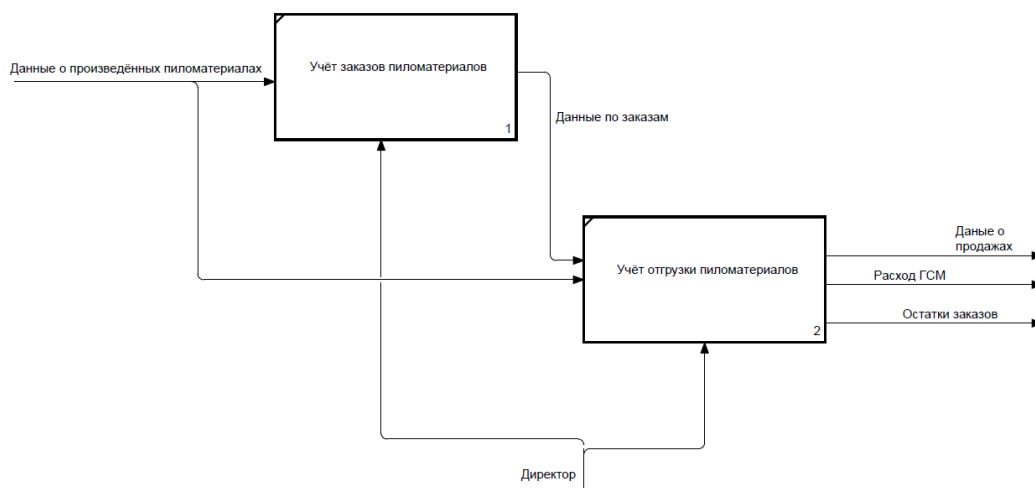 Данные о произведённых пиломатериалах
Учёт заказов пиломатериалов
1
Данные по заказам
Учёт отгрузки пиломатериалов
2
Даные о
продажах
Расход ГСМ
Остатки заказов
Директор